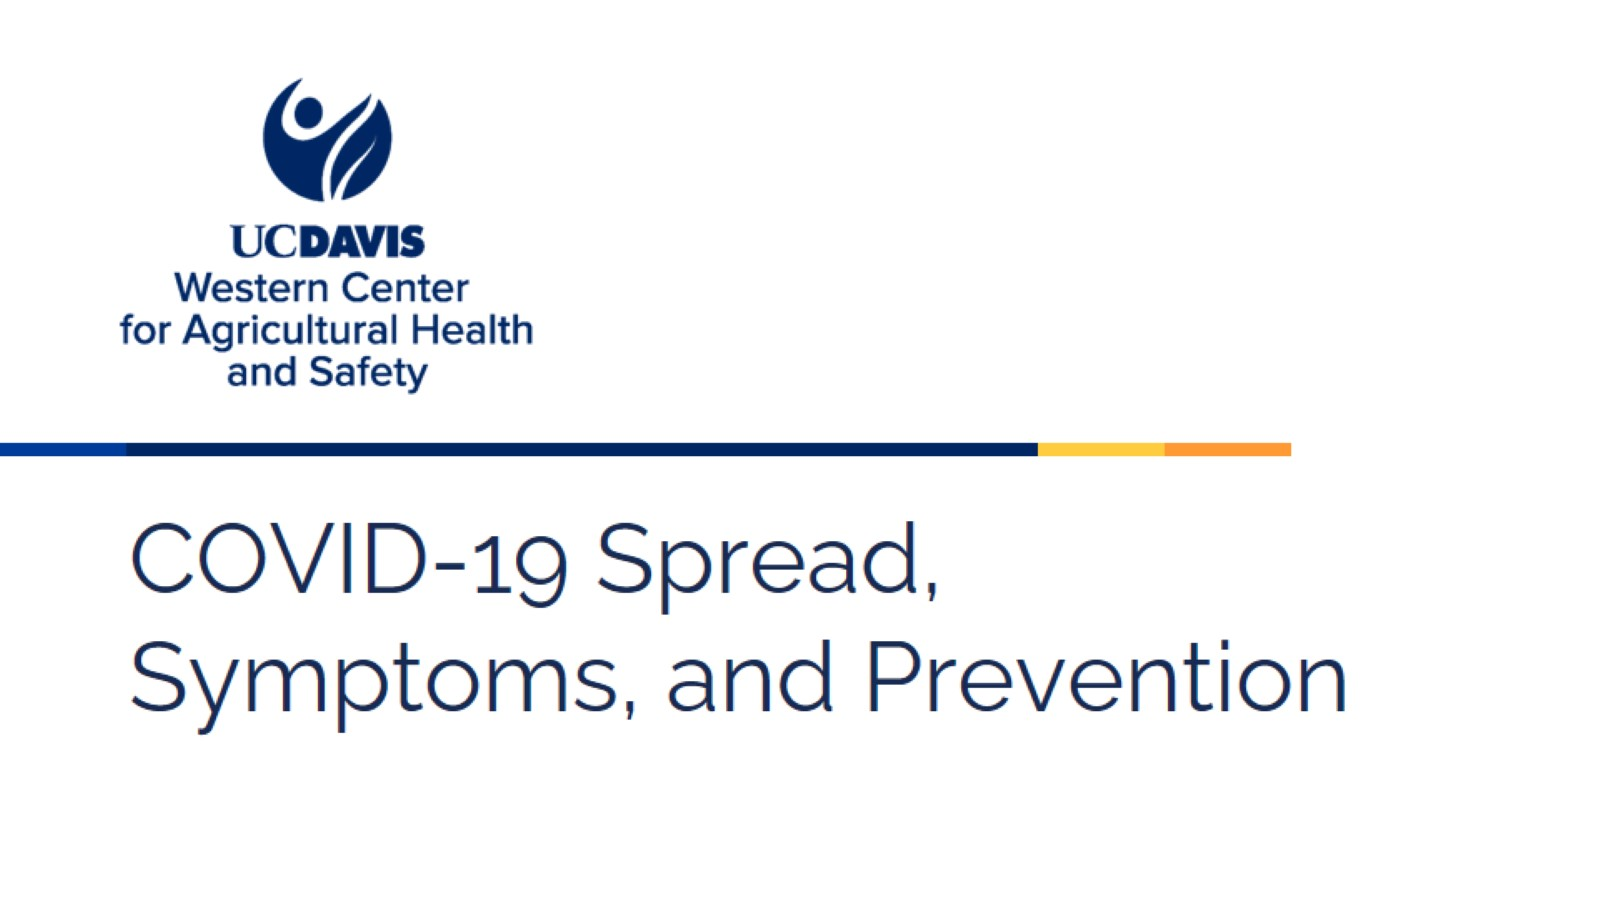 UCDAVIS
Western Center
for Agricultural Health
and Safety
COVID-19 Spread,
Symptoms, and Prevention